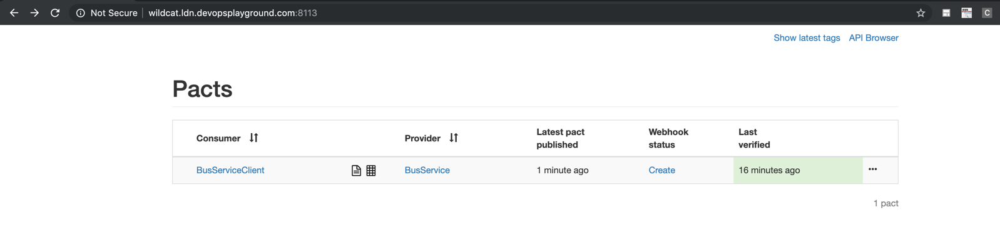 Not Secure wildcat.ldn.devopsplayground.com:8113
Show latest tags API Browser
Pacts
Consumer Provider Latest pact published Webhook status Last verified
BusServiceClient BusService 1 minute ago Create 16 minutes ago
1 pact